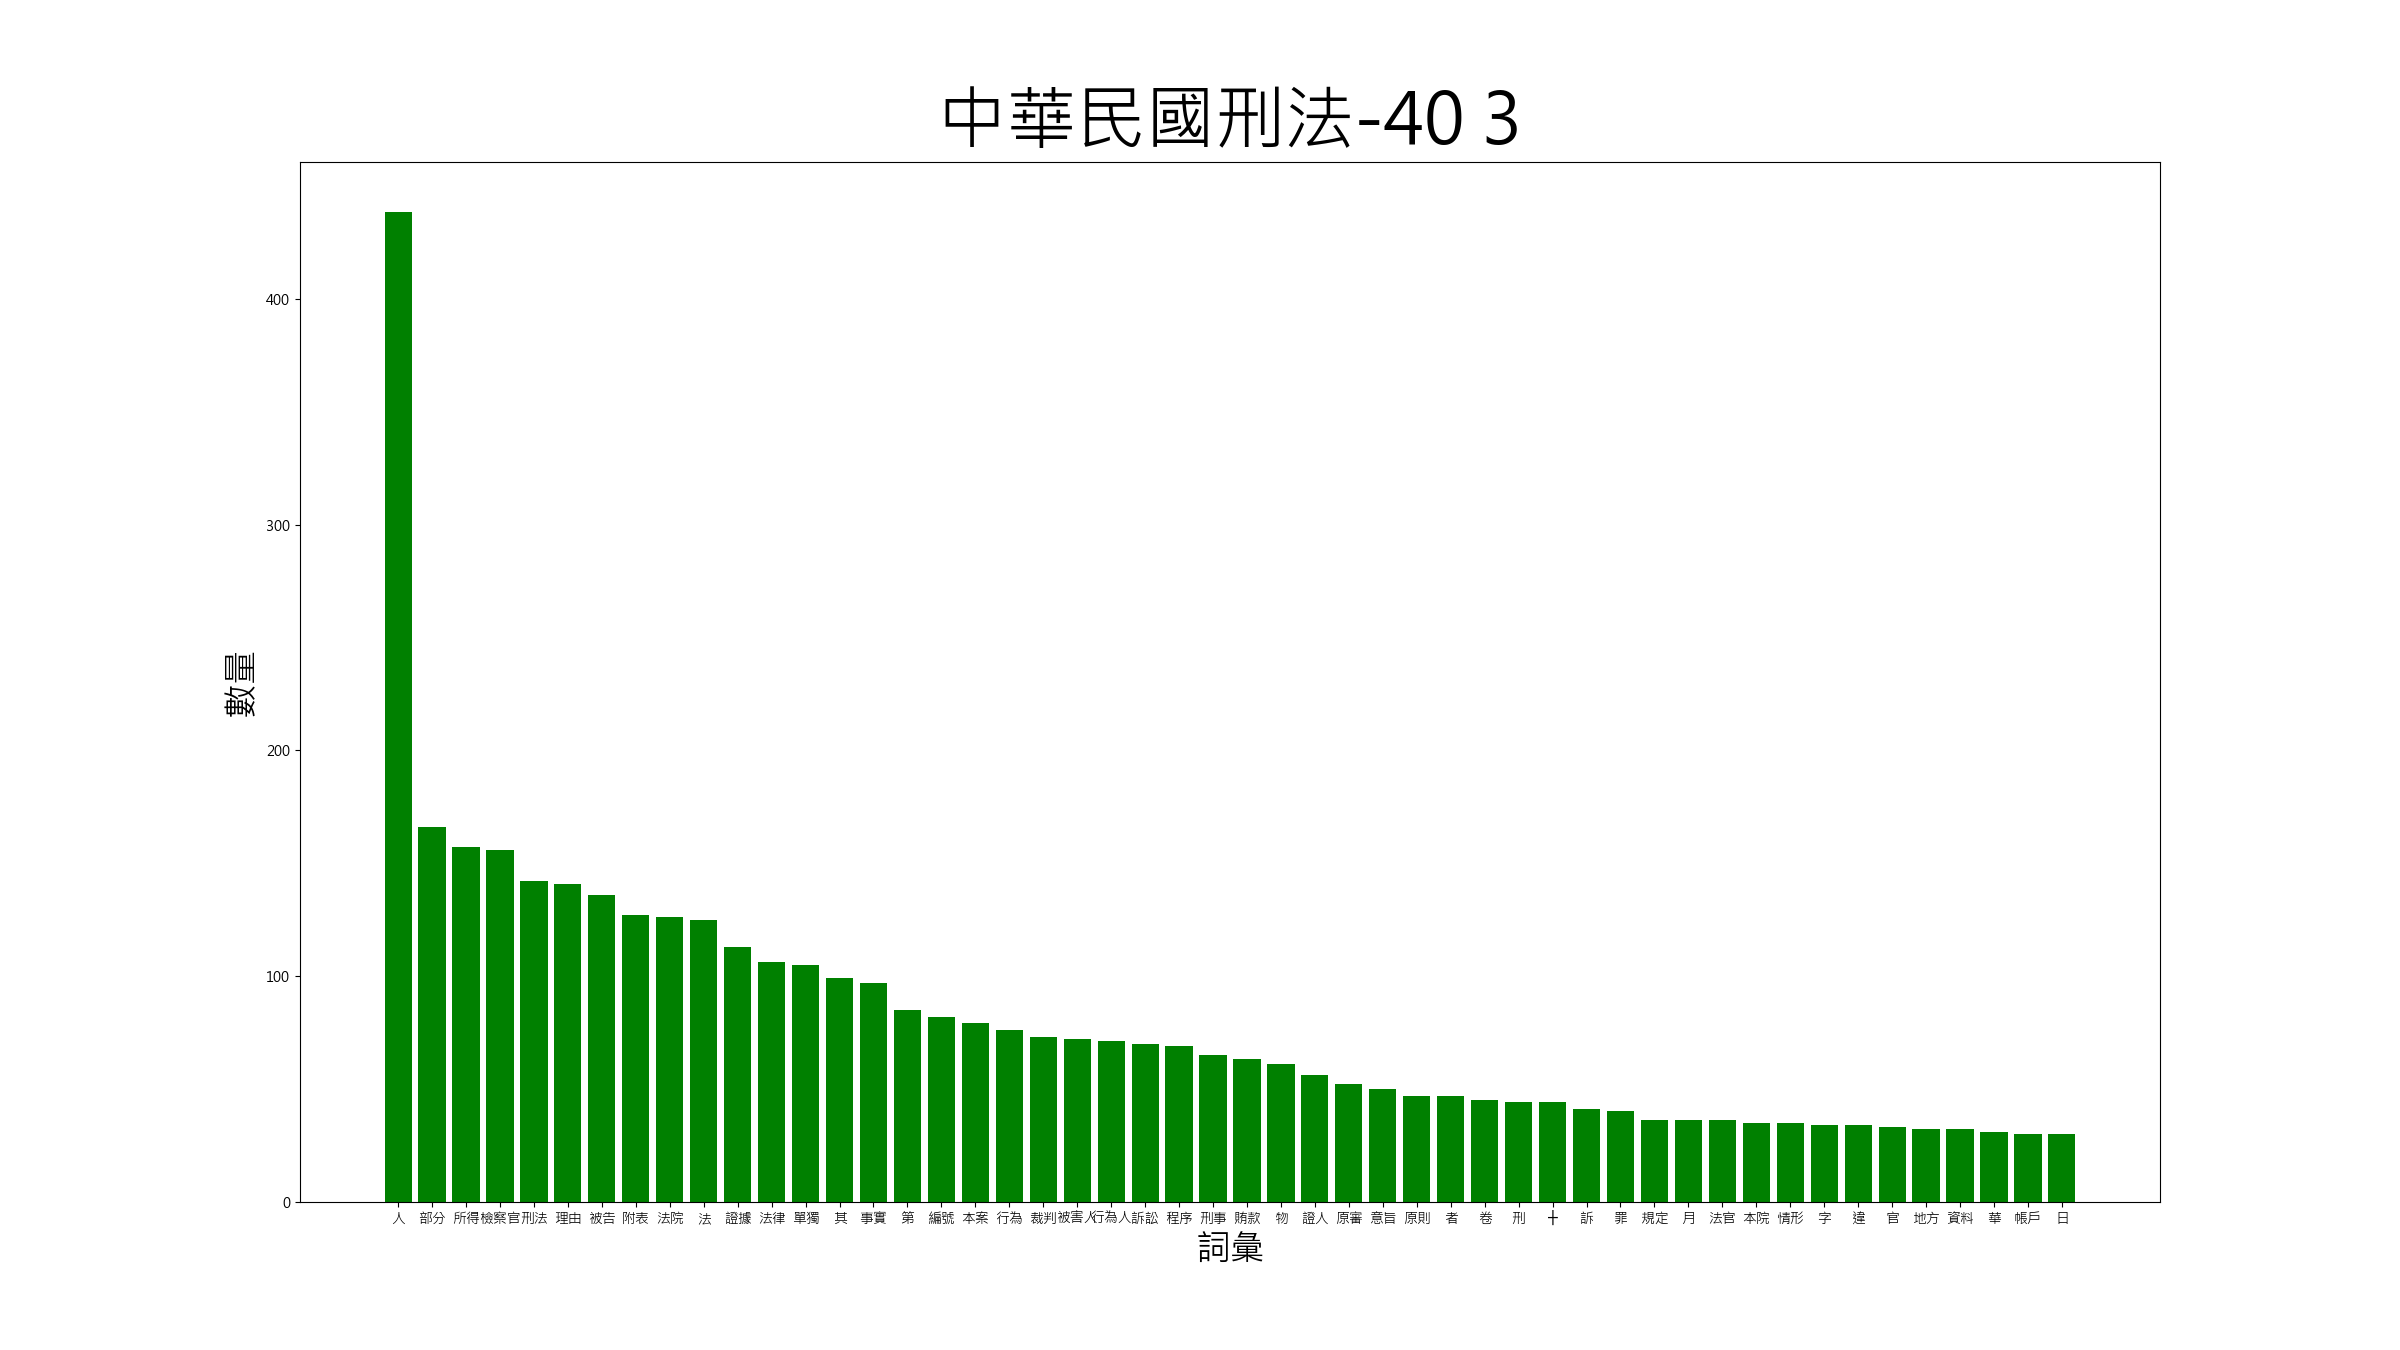 中華民國刑法-40 3
數量
400
300
200
100
0
人 部分 所得 檢察官 刑法 理由 被告 附表 法院 法 證據 法律 單獨 其 事實 第 編號 本案 行為 裁判 被害人 行為人 訴訟 程序 刑事 賄款 物 證人 原審 意旨 原則 者 卷 刑 十 訴 罪 規定 月 法官 本院 情形 字 違 官 地方 資料 華 帳戶 日
詞彙